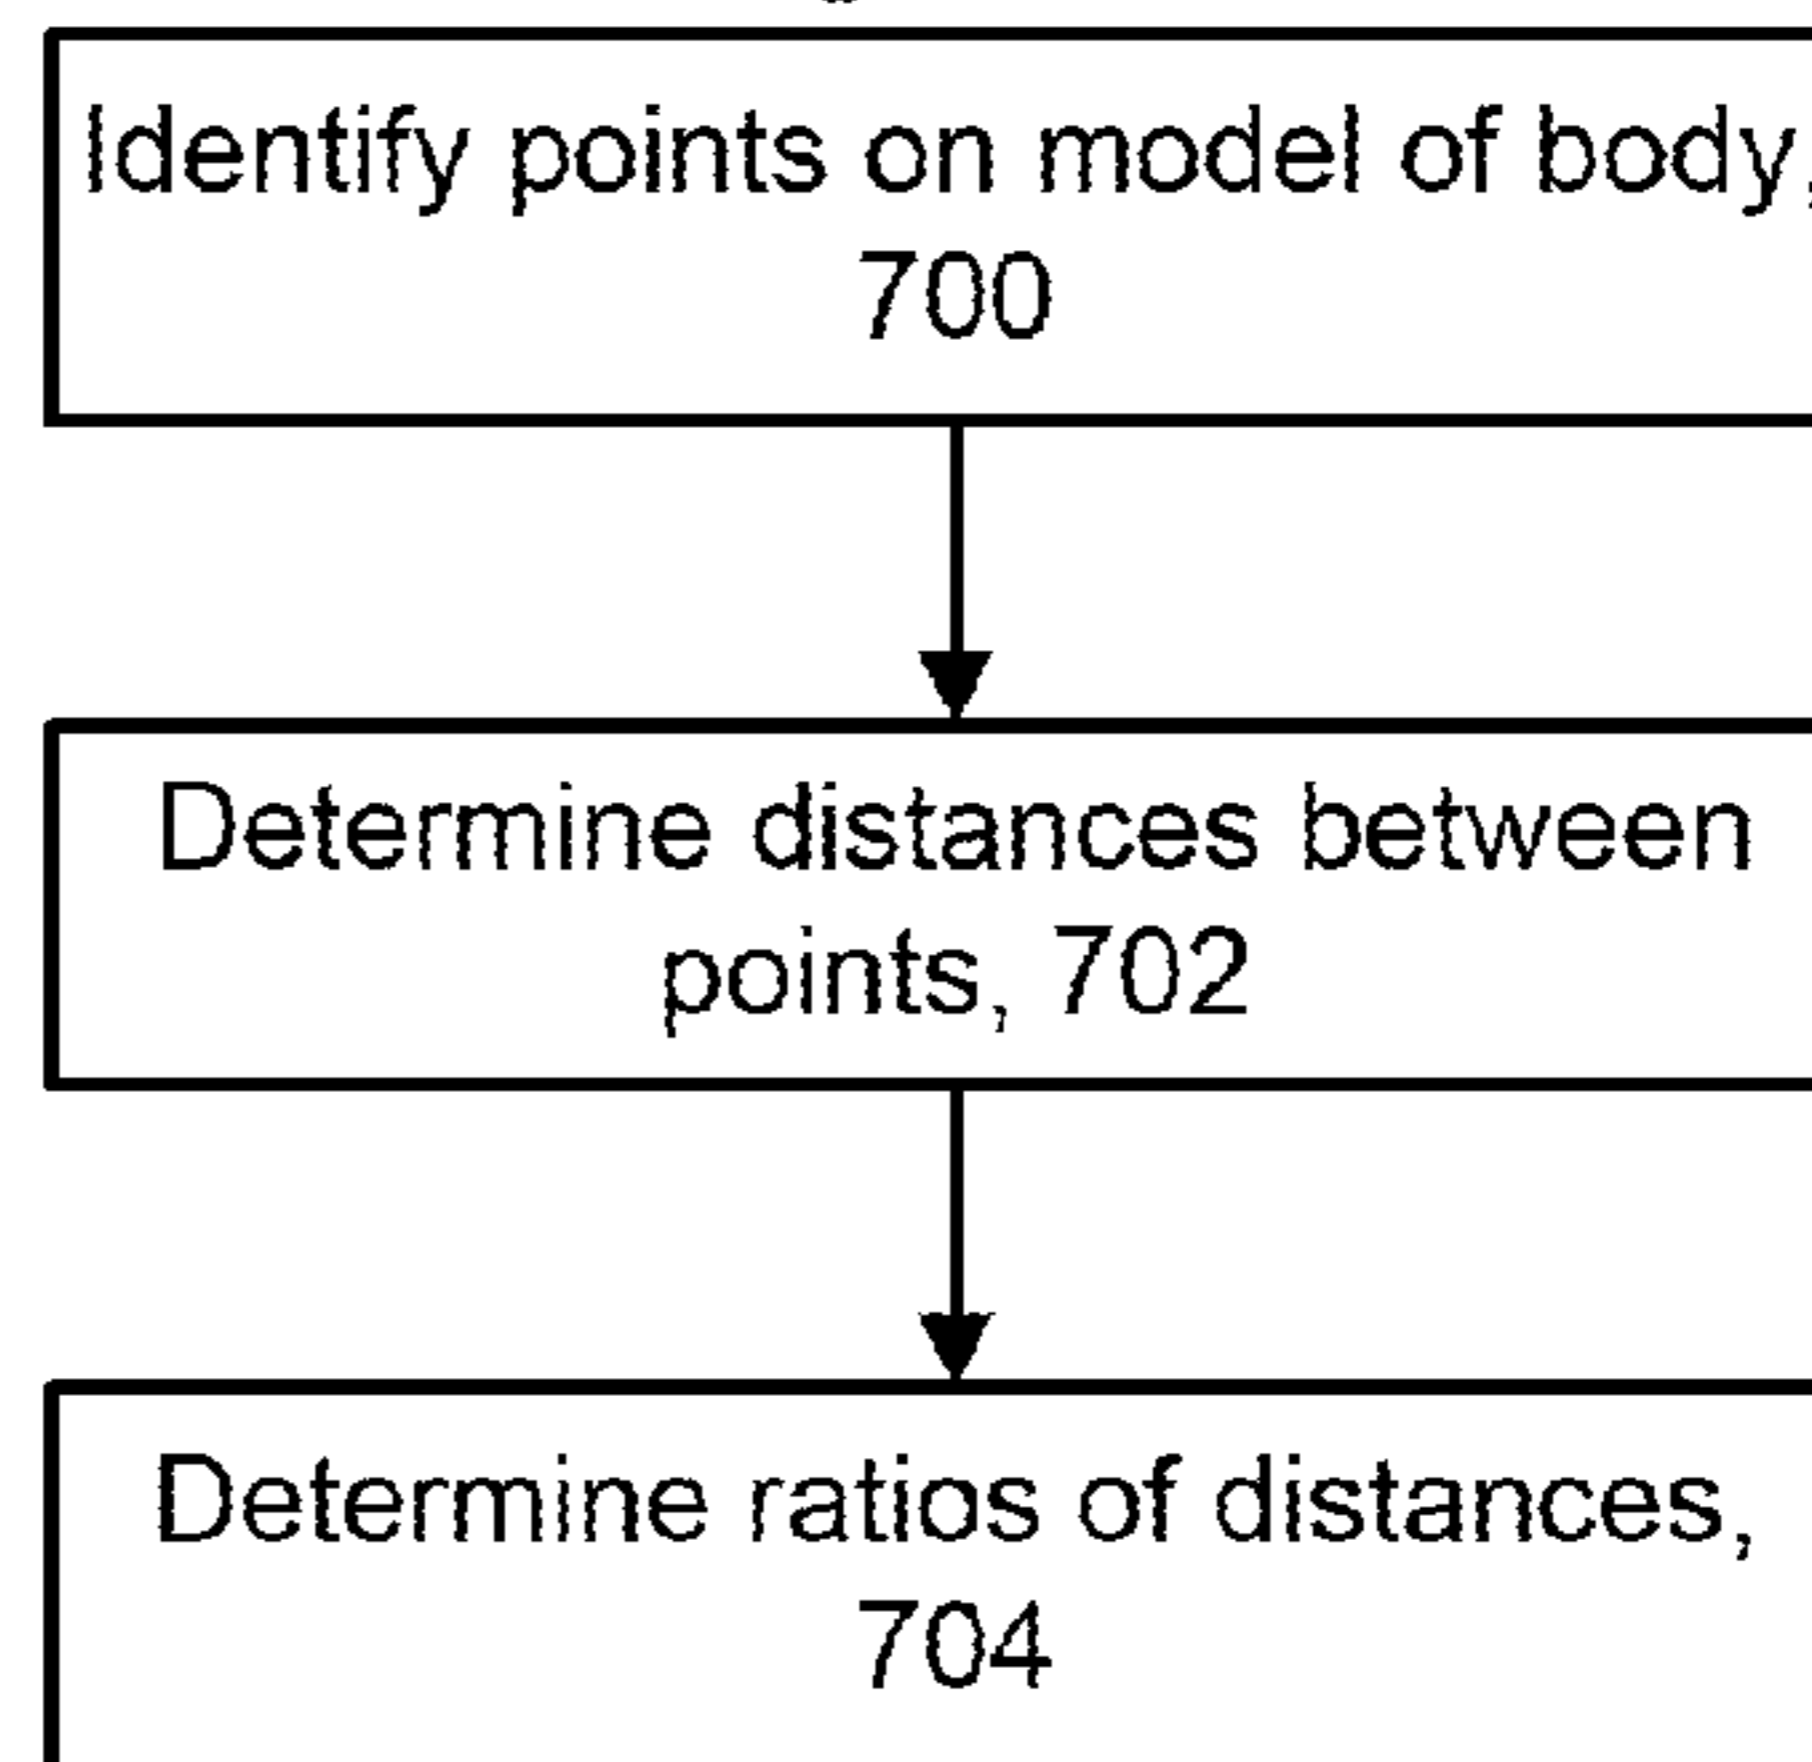 Identify points on model of body,
700
Determine distances between
points, 702
Determine ratios of distances,
704